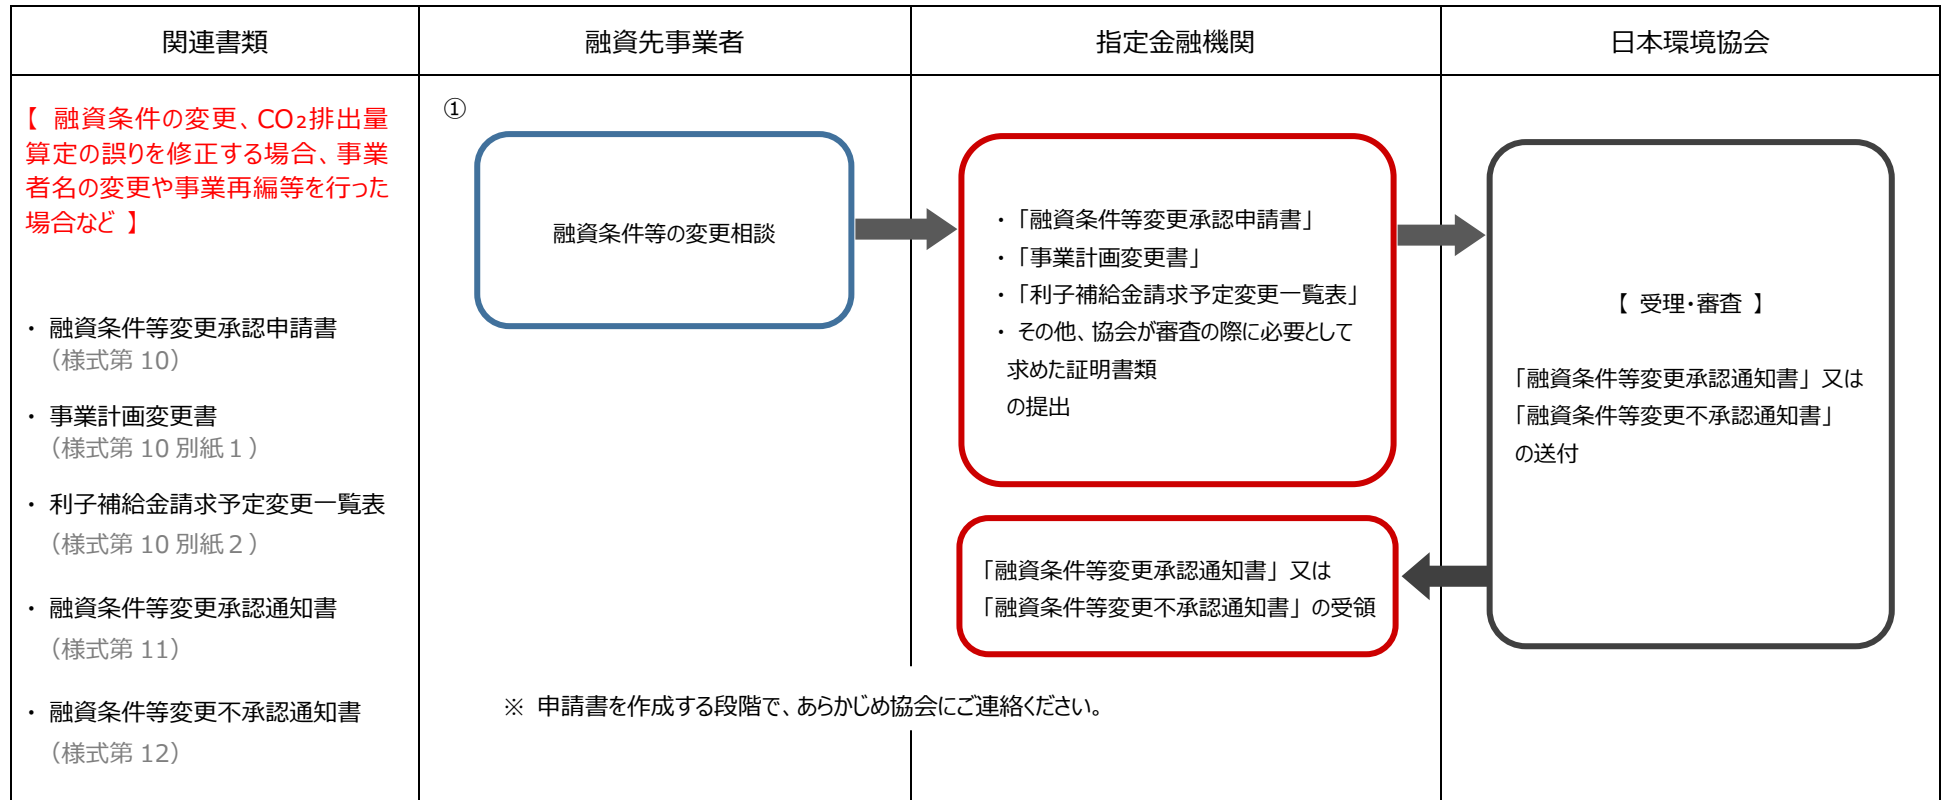 関連書類
融資先事業者
指定金融機関
日本環境協会
【 融資条件の変更、CO₂排出量
算定の誤りを修正する場合、事業
者名の変更や事業再編等を行った
場合など 】
・ 融資条件等変更承認申請書
（様式第 10）
・ 事業計画変更書
（様式第 10 別紙１）
・ 利子補給金請求予定変更一覧表
（様式第 10 別紙２）
・ 融資条件等変更承認通知書
（様式第 11）
・ 融資条件等変更不承認通知書
（様式第 12）
①
融資条件等の変更相談
・「融資条件等変更承認申請書」
・「事業計画変更書」
・「利子補給金請求予定変更一覧表」
・ その他、協会が審査の際に必要として
求めた証明書類
の提出
【 受理・審査 】
「融資条件等変更承認通知書」又は
「融資条件等変更不承認通知書」
の送付
「融資条件等変更承認通知書」又は
「融資条件等変更不承認通知書」の受領
※ 申請書を作成する段階で、あらかじめ協会にご連絡ください。